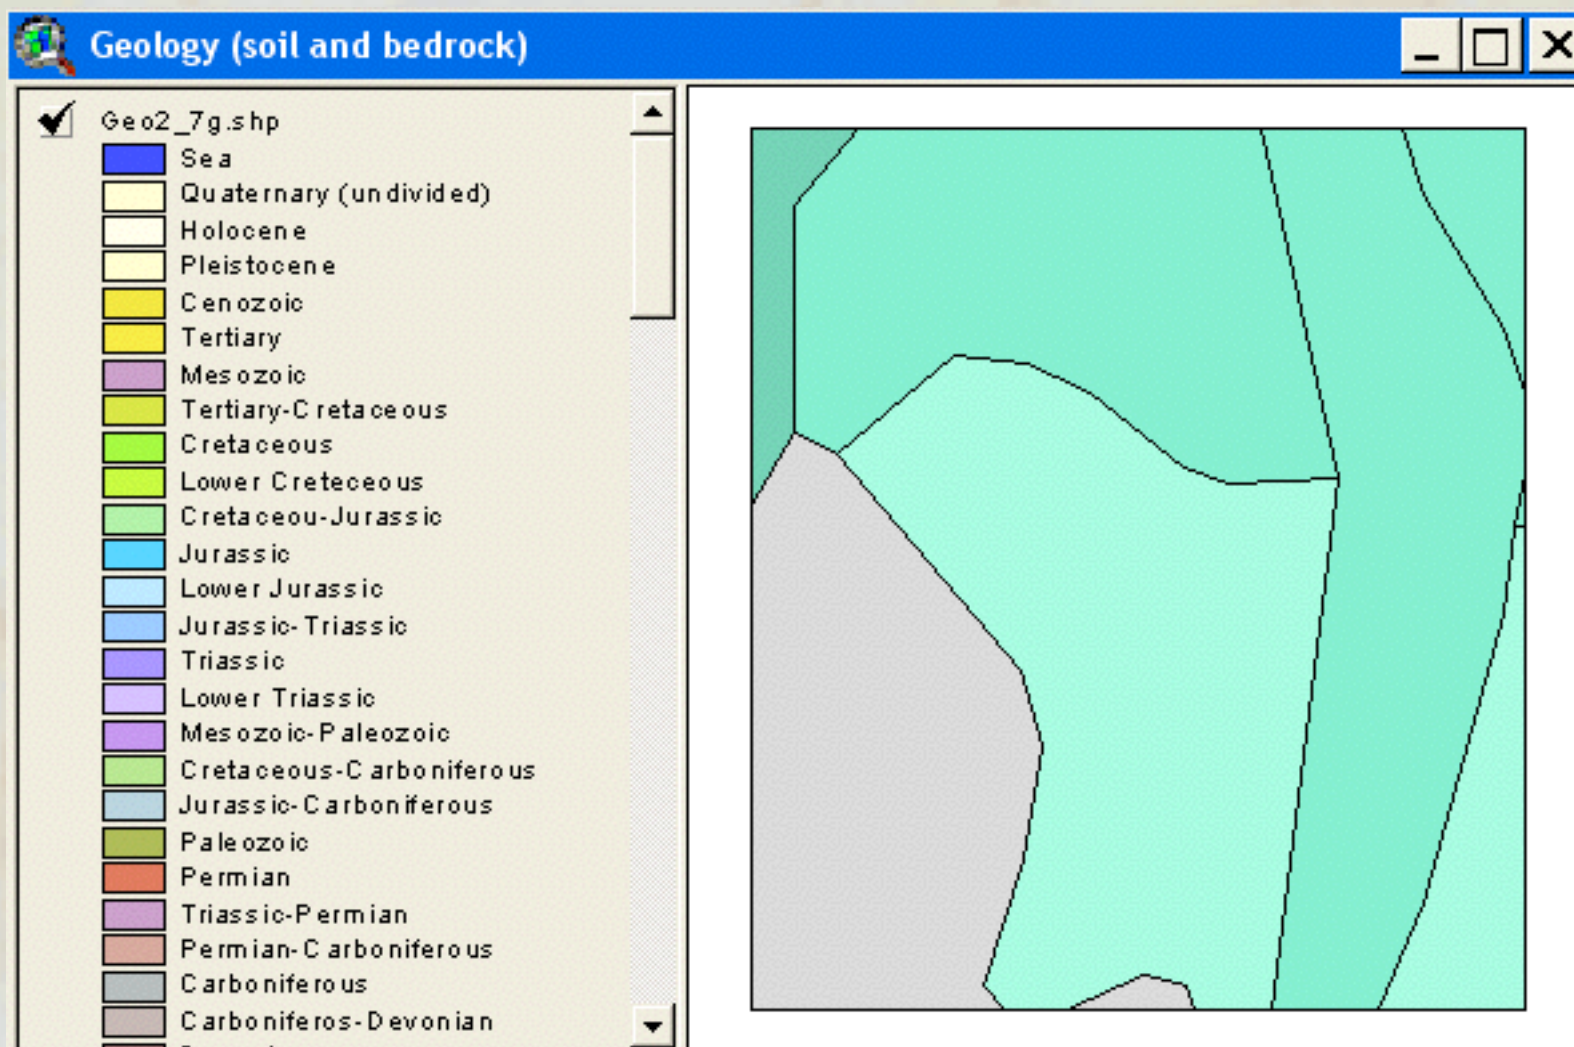 Geology (soil and bedrock)
Geo2_7g.shp
Sea
Quaternary (undivided)
Holocene
Pleistocene
Cenozoic
Tertiary
Mesozoic
Tertiary-Cretaceous
Cretaceous
Lower Creteceous
Cretaceou-Jurassic
Jurassic
Lower Jurassic
Jurassic-Triassic
Triassic
Lower Triassic
Mesozoic-Paleozoic
Cretaceous-Carboniferous
Jurassic-Carboniferous
Paleozoic
Permian
Triassic-Permian
Permian-Carboniferous
Carboniferous
Carboniferos-Devonian